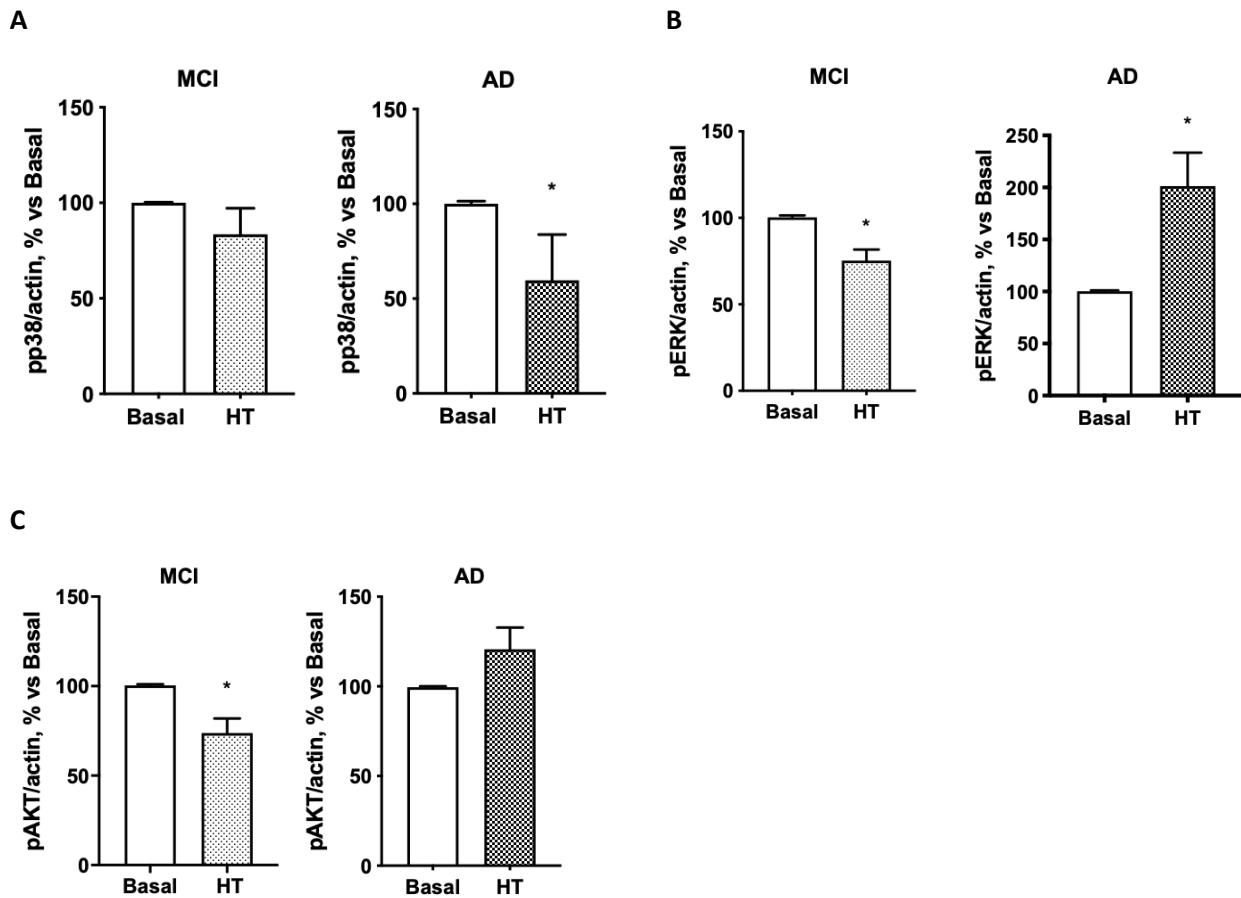 A
MCI
pp38/actin, % vs Basal
150
100
50
0
Basal HT
AD
pp38/actin, % vs Basal
150
100
50
0
*
Basal HT
B
MCI
pERK/actin, % vs Basal
150
100
50
0
*
Basal HT
AD
pERK/actin, % vs Basal
250
200
150
100
50
0
*
Basal HT
C
MCI
pAKT/actin, % vs Basal
150
100
50
0
*
Basal HT
AD
pAKT/actin, % vs Basal
150
100
50
0
Basal HT